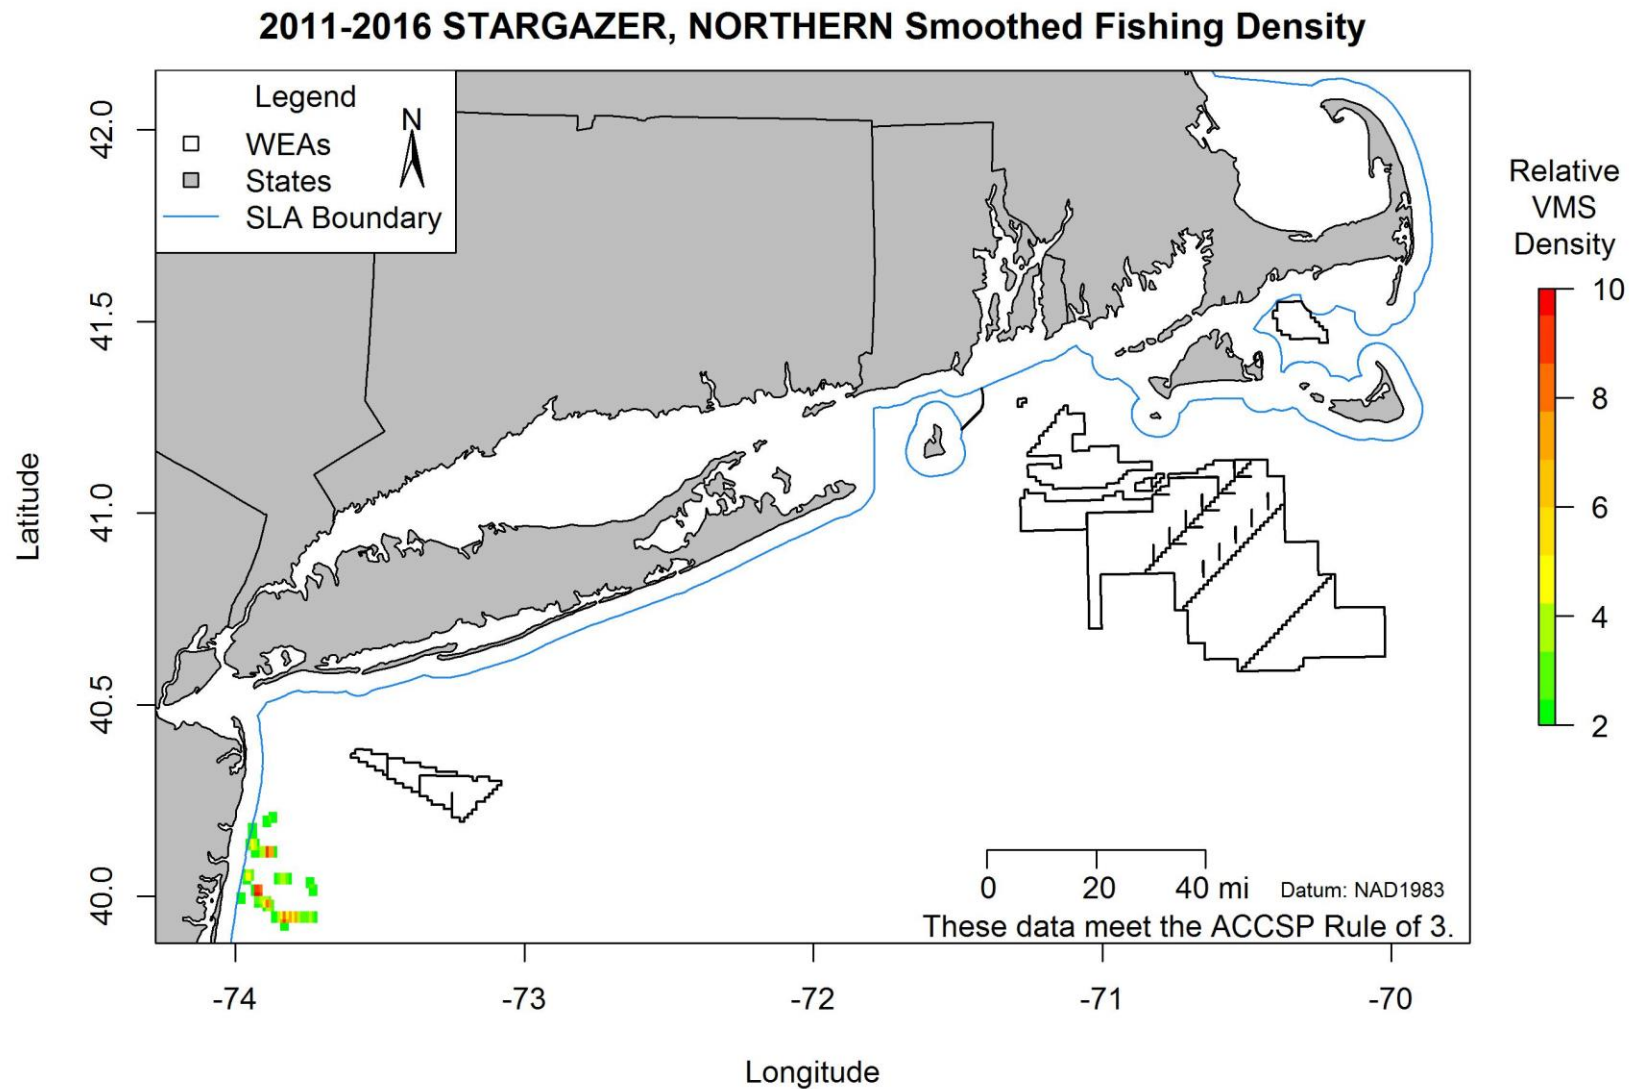 2011-2016 STARGAZER, NORTHERN Smoothed Fishing Density
Legend
N
WEAs
States
SLA Boundary
Latitude
42.0
41.5
41.0
40.5
40.0
Relative
VMS
Density
10
8
6
4
2
0 20 40 mi
Datum: NAD1983
These data meet the ACCSP Rule of 3.
-74 -73 -72 -71 -70
Longitude